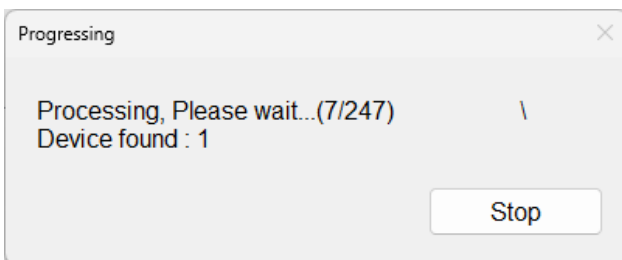 Progressing
Processing, Please wait...(7/247) \
Device found : 1
Stop